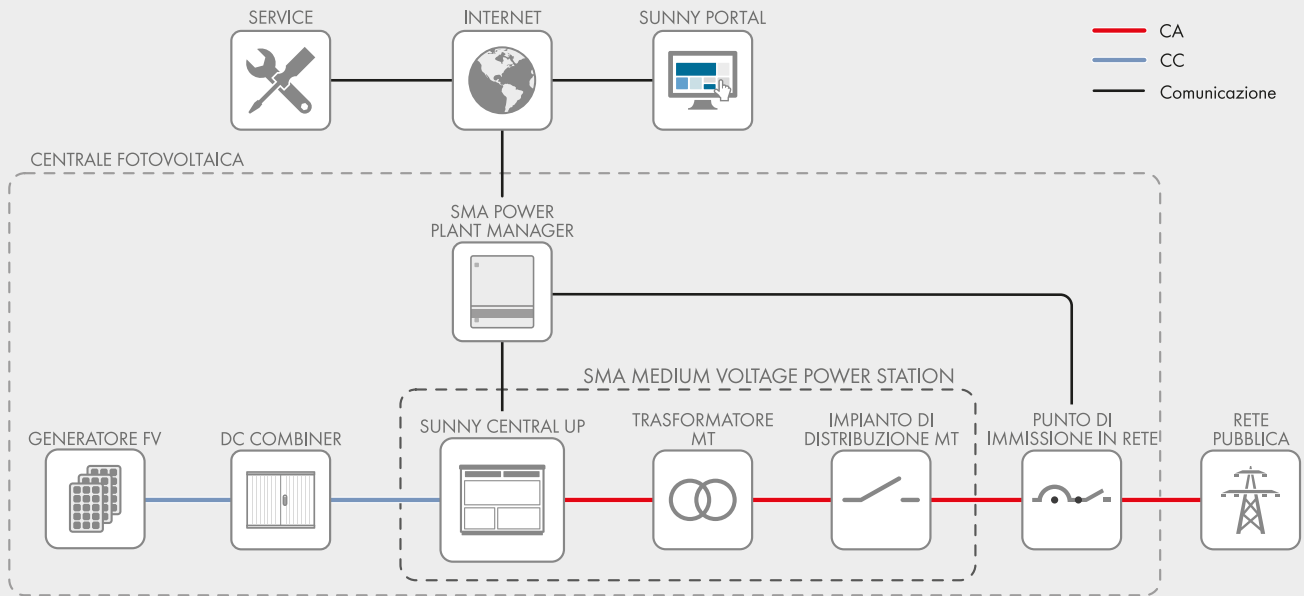 SERVICE
INTERNET
SUNNY PORTAL
CA
CC
Comunicazione
CENTRALE FOTOVOLTAICA
SMA POWER
PLANT MANAGER
SMA MEDIUM VOLTAGE POWER STATION
GENERATORE FV
DC COMBINER
SUNNY CENTRAL UP
TRASFORMATORE
MT
IMPIANTO DI
DISTRIBUZIONE MT
PUNTO DI
IMMISSIONE IN RETE
RETE
PUBBLICA